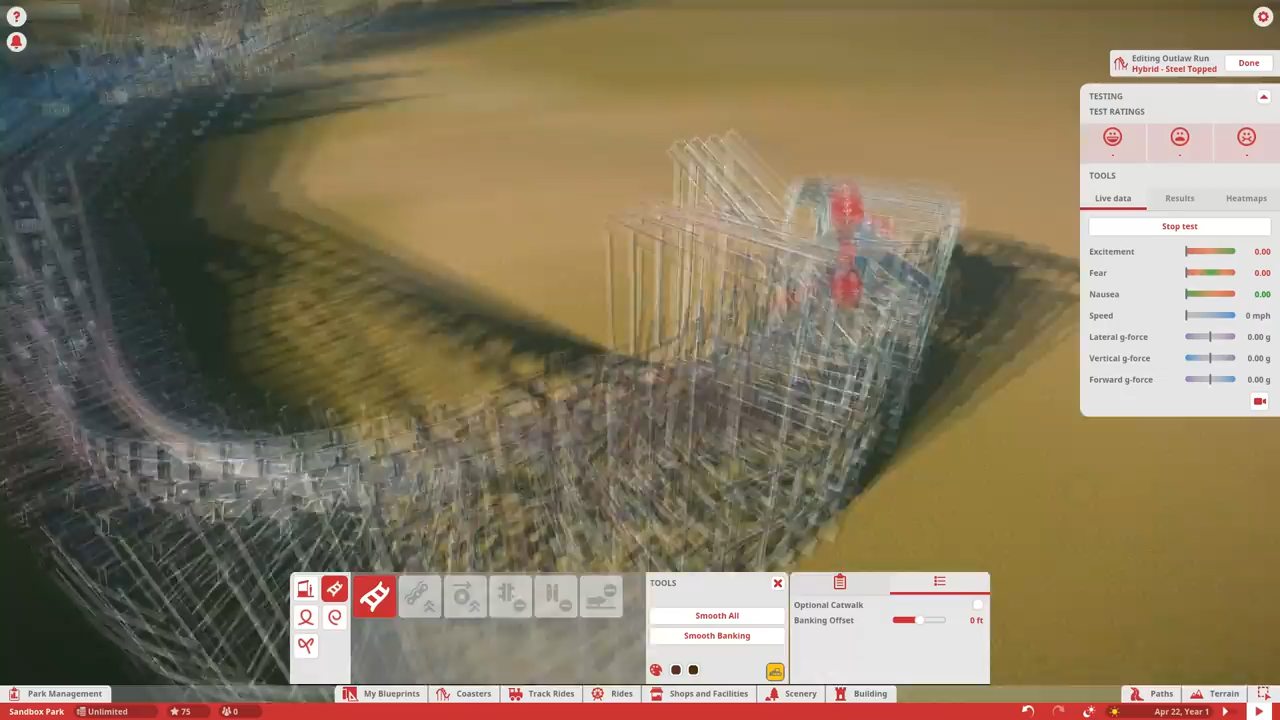 ?
Editing Outlaw Run
Hybrid - Steel Topped
Done
TESTING
TEST RATINGS
- - -
TOOLS
Live data Results Heatmaps
Stop test
Excitement 0.00
Fear 0.00
Nausea 0.00
Speed 0 mph
Lateral g-force 0.00 g
Vertical g-force 0.00 g
Forward g-force 0.00 g
TOOLS
Smooth All
Smooth Banking
Optional Catwalk
Banking Offset 0 ft
Park Management My Blueprints Coasters Track Rides Rides Shops and Facilities Scenery Building Paths Terrain
Sandbox Park Unlimited 75 0 Apr 22, Year 1